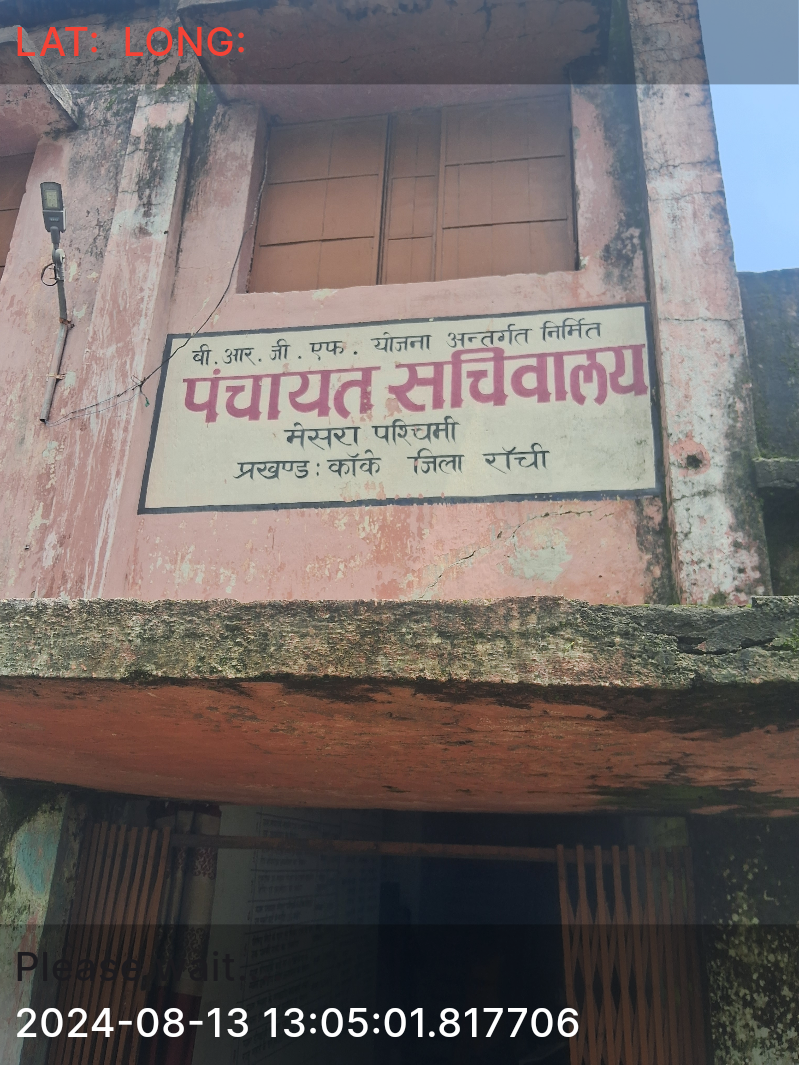 LAT: LONG:
बी.आर.जी.एफ. योजना अन्तर्गत निर्मित
पंचायत सचिवालय
मेसरा पश्चिमी
प्रखण्ड: काँके जिला राँची
Please wait..
2024-08-13 13:05:01.817706